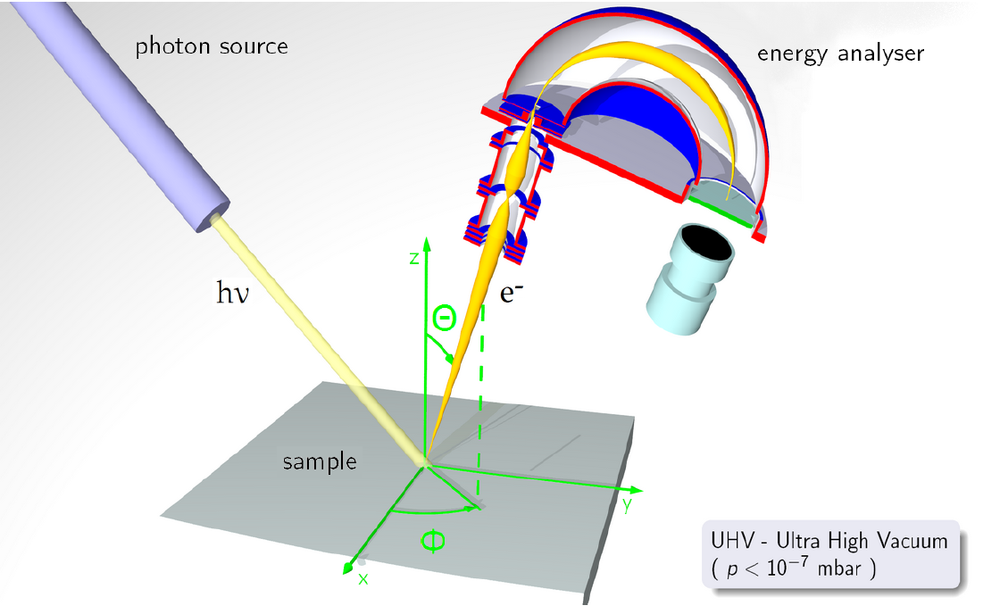 photon source
energy analyser
hν
e⁻
z
Θ
sample
y
Φ
x
UHV - Ultra High Vacuum
( p < 10⁻⁷ mbar )